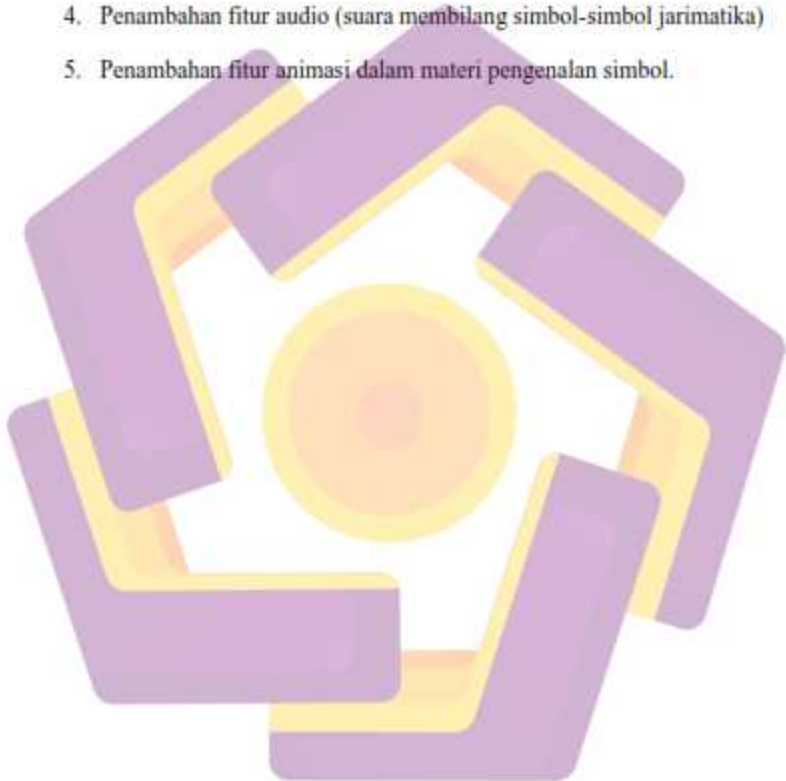 4. Penambahan fitur audio (suara membilang simbol-simbol jarimatika)
5. Penambahan fitur animasi dalam materi pengenalan simbol.